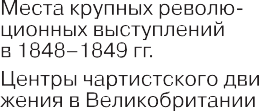 Места крупных револю-
ционных выступлений
в 1848–1849 гг.
Центры чартистского дви
жения в Великобритании